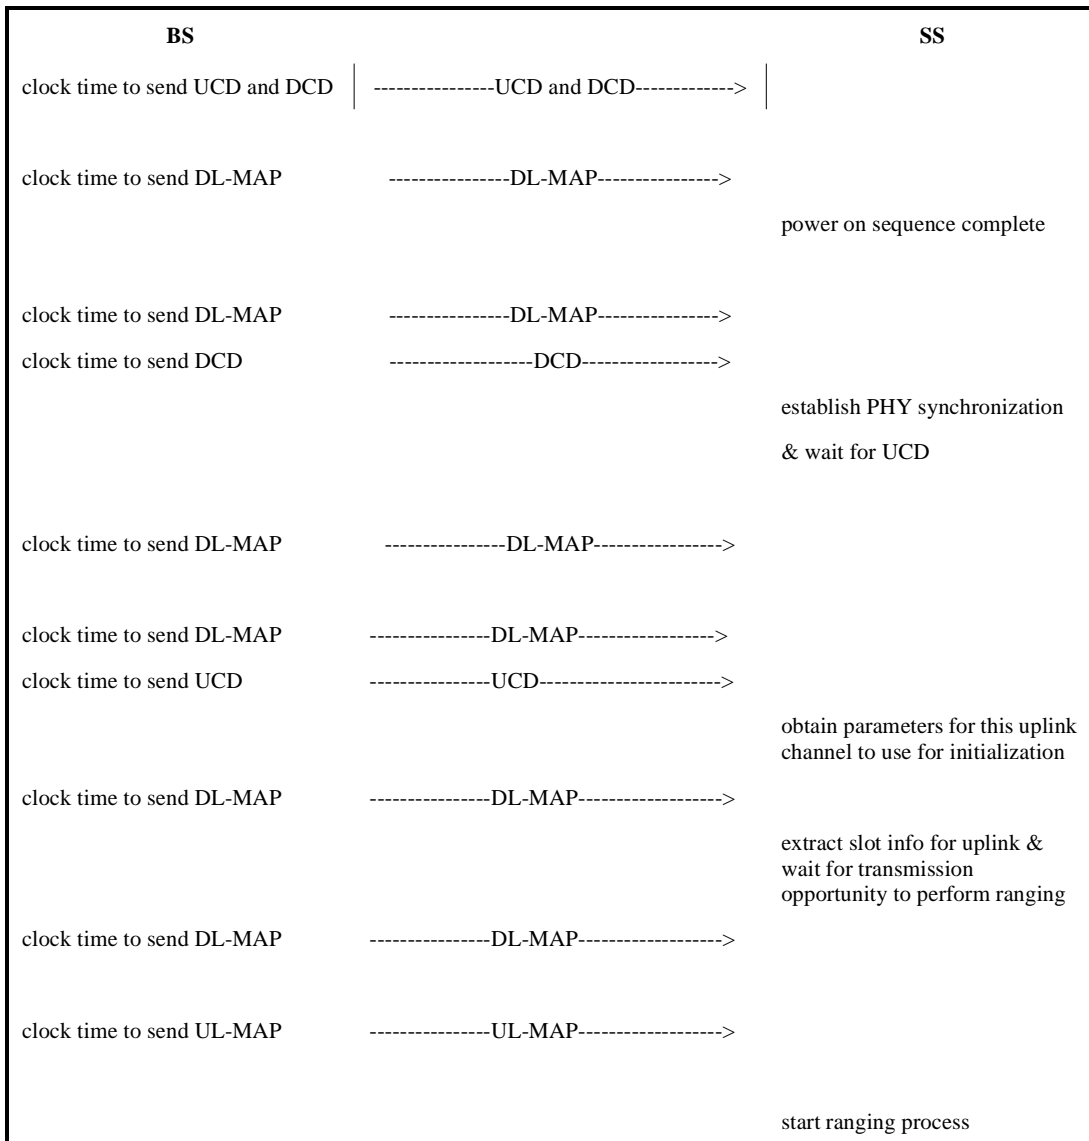 BS SS
clock time to send UCD and DCD ----------------UCD and DCD------------->
clock time to send DL-MAP ----------------DL-MAP---------------->
power on sequence complete
clock time to send DL-MAP ----------------DL-MAP---------------->
clock time to send DCD -------------------DCD------------------>
establish PHY synchronization
& wait for UCD
clock time to send DL-MAP ----------------DL-MAP----------------->
clock time to send DL-MAP ----------------DL-MAP------------------>
clock time to send UCD ----------------UCD------------------------>
obtain parameters for this uplink
channel to use for initialization
clock time to send DL-MAP ----------------DL-MAP------------------->
extract slot info for uplink &
wait for transmission
opportunity to perform ranging
clock time to send DL-MAP ----------------DL-MAP------------------->
clock time to send UL-MAP ----------------UL-MAP------------------->
start ranging process